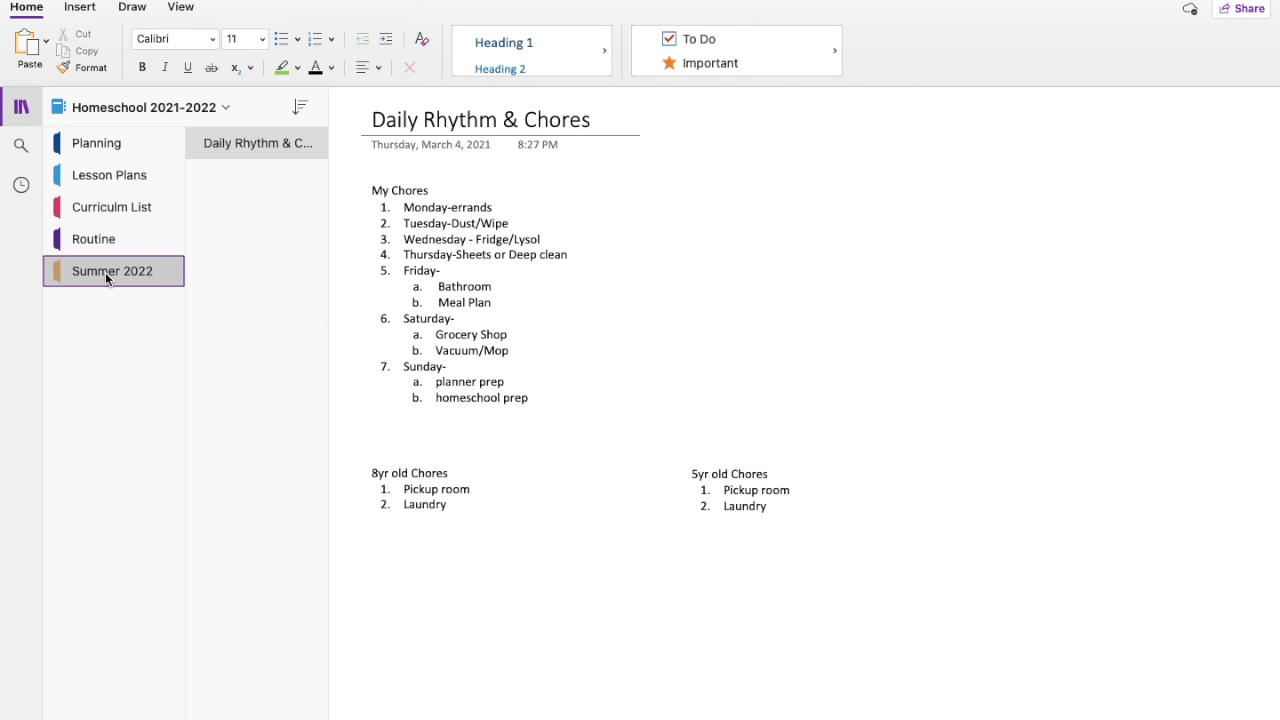 Home Insert Draw View
Share
Paste
Cut
Copy
Format
Calibri 11
B I U ab x₂ A A
Heading 1
Heading 2
To Do
Important
Homeschool 2021-2022
Planning
Lesson Plans
Curriculm List
Routine
Summer 2022
Daily Rhythm & C...
Daily Rhythm & Chores
Thursday, March 4, 2021 8:27 PM
My Chores
1. Monday-errands
2. Tuesday-Dust/Wipe
3. Wednesday - Fridge/Lysol
4. Thursday-Sheets or Deep clean
5. Friday-
a. Bathroom
b. Meal Plan
6. Saturday-
a. Grocery Shop
b. Vacuum/Mop
7. Sunday-
a. planner prep
b. homeschool prep
8yr old Chores
1. Pickup room
2. Laundry
5yr old Chores
1. Pickup room
2. Laundry